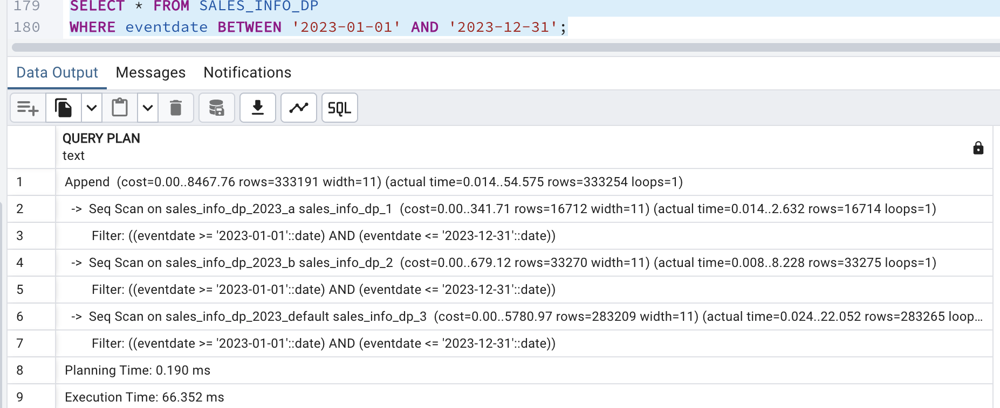 179 SELECT * FROM SALES_INFO_DP
180 WHERE eventdate BETWEEN '2023-01-01' AND '2023-12-31';
Data Output Messages Notifications
SQL
QUERY PLAN
text
1 Append (cost=0.00..8467.76 rows=333191 width=11) (actual time=0.014..54.575 rows=333254 loops=1)
2 -> Seq Scan on sales_info_dp_2023_a sales_info_dp_1 (cost=0.00..341.71 rows=16712 width=11) (actual time=0.014..2.632 rows=16714 loops=1)
3 Filter: ((eventdate >= '2023-01-01'::date) AND (eventdate <= '2023-12-31'::date))
4 -> Seq Scan on sales_info_dp_2023_b sales_info_dp_2 (cost=0.00..679.12 rows=33270 width=11) (actual time=0.008..8.228 rows=33275 loops=1)
5 Filter: ((eventdate >= '2023-01-01'::date) AND (eventdate <= '2023-12-31'::date))
6 -> Seq Scan on sales_info_dp_2023_default sales_info_dp_3 (cost=0.00..5780.97 rows=283209 width=11) (actual time=0.024..22.052 rows=283265 loop…
7 Filter: ((eventdate >= '2023-01-01'::date) AND (eventdate <= '2023-12-31'::date))
8 Planning Time: 0.190 ms
9 Execution Time: 66.352 ms